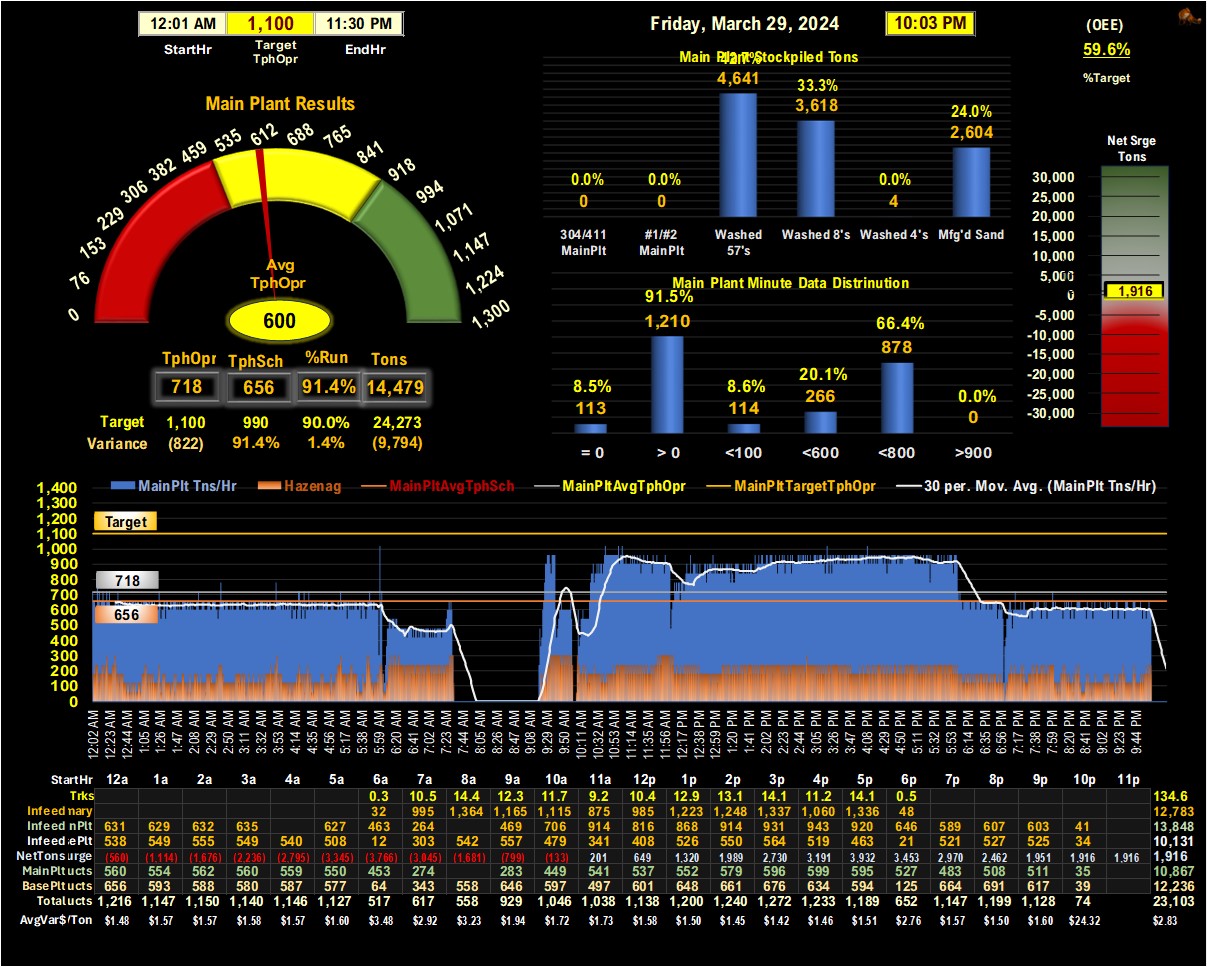 12:01 AM 1,100 11:30 PM
StartHr Target TphOpr EndHr
Friday, March 29, 2024 10:03 PM
(OEE)
59.6%
%Target
Main Plant Results
0 76 153 229 306 382 459 535 612 688 765 841 918 994 1,071 1,147 1,224 1,300
Avg
TphOpr
600
TphOpr TphSch %Run Tons
718 656 91.4% 14,479
Target 1,100 990 90.0% 24,273
Variance (822) 91.4% 1.4% (9,794)
Main Plant Stockpiled Tons
42.7% 33.3% 24.0%
4,641 3,618 2,604
0.0% 0.0% 0.0%
0 0 4
304/411 MainPlt #1/#2 MainPlt Washed 57's Washed 8's Washed 4's Mfg'd Sand
Main Plant Minute Data Distrinution
8.5% 91.5% 8.6% 20.1% 66.4% 0.0%
113 1,210 114 266 878 0
= 0 > 0 <100 <600 <800 >900
Net Srge
Tons
30,000
25,000
20,000
15,000
10,000
5,000
0
1,916
-5,000
-10,000
-15,000
-20,000
-25,000
-30,000
MainPlt Tns/Hr Hazenag MainPltAvgTphSch MainPltAvgTphOpr MainPltTargetTphOpr 30 per. Mov. Avg. (MainPlt Tns/Hr)
1,400
1,300
1,200
1,100
1,000
900
800
700
600
500
400
300
200
100
0
Target
718
656
12:02 AM 12:23 AM 12:44 AM 1:05 AM 1:26 AM 1:47 AM 2:08 AM 2:29 AM 2:50 AM 3:11 AM 3:32 AM 3:53 AM 4:14 AM 4:35 AM 4:56 AM 5:17 AM 5:38 AM 5:59 AM 6:20 AM 6:41 AM 7:02 AM 7:23 AM 7:44 AM 8:05 AM 8:26 AM 8:47 AM 9:08 AM 9:29 AM 9:50 AM 10:11 AM 10:32 AM 10:53 AM 11:14 AM 11:35 AM 11:56 AM 12:17 PM 12:38 PM 12:59 PM 1:20 PM 1:41 PM 2:02 PM 2:23 PM 2:44 PM 3:05 PM 3:26 PM 3:47 PM 4:08 PM 4:29 PM 4:50 PM 5:11 PM 5:32 PM 5:53 PM 6:14 PM 6:35 PM 6:56 PM 7:17 PM 7:38 PM 7:59 PM 8:20 PM 8:41 PM 9:02 PM 9:23 PM 9:44 PM
StartHr 12a 1a 2a 3a 4a 5a 6a 7a 8a 9a 10a 11a 12p 1p 2p 3p 4p 5p 6p 7p 8p 9p 10p 11p
Trks 0.3 10.5 14.4 12.3 11.7 9.2 10.4 12.9 13.1 14.1 11.2 14.1 0.5 134.6
Infeed nary 32 995 1,364 1,165 1,115 875 985 1,223 1,248 1,337 1,060 1,336 48 12,783
Infeed nPlt 631 629 632 635 627 463 264 469 706 914 816 868 914 931 943 920 646 589 607 603 41 13,848
Infeed ePlt 538 549 555 549 540 508 12 303 542 557 479 341 408 526 550 564 519 463 21 521 527 525 34 10,131
NetTons urge (560) (1,114) (1,676) (2,236) (2,795) (3,345) (3,766) (3,045) (1,681) (799) (133) 201 649 1,320 1,989 2,730 3,191 3,932 3,453 2,970 2,462 1,951 1,916 1,916 1,916
MainPlt ucts 560 554 562 560 559 550 453 274 283 449 541 537 552 579 596 599 595 527 483 508 511 35 10,867
BasePlt ucts 656 593 588 580 587 577 64 343 558 646 597 497 601 648 661 676 634 594 125 664 691 617 39 12,236
Total ucts 1,216 1,147 1,150 1,140 1,146 1,127 517 617 558 929 1,046 1,038 1,138 1,200 1,240 1,272 1,233 1,189 652 1,147 1,199 1,128 74 23,103
AvgVar$/Ton $1.48 $1.57 $1.57 $1.58 $1.57 $1.60 $3.48 $2.92 $3.23 $1.94 $1.72 $1.73 $1.58 $1.50 $1.45 $1.42 $1.46 $1.51 $2.76 $1.57 $1.50 $1.60 $24.32 $2.83